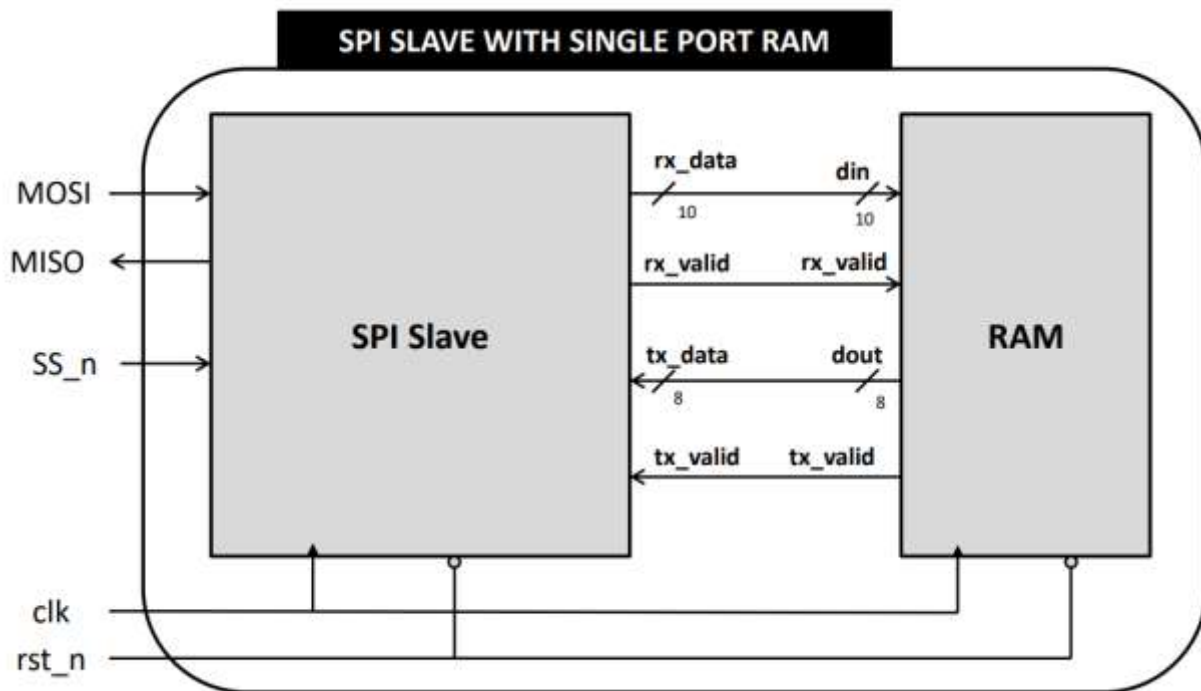 SPI SLAVE WITH SINGLE PORT RAM
MOSI
MISO
SS_n
clk
rst_n
SPI Slave
rx_data
10
din
10
rx_valid
rx_valid
tx_data
8
dout
8
tx_valid
tx_valid
RAM